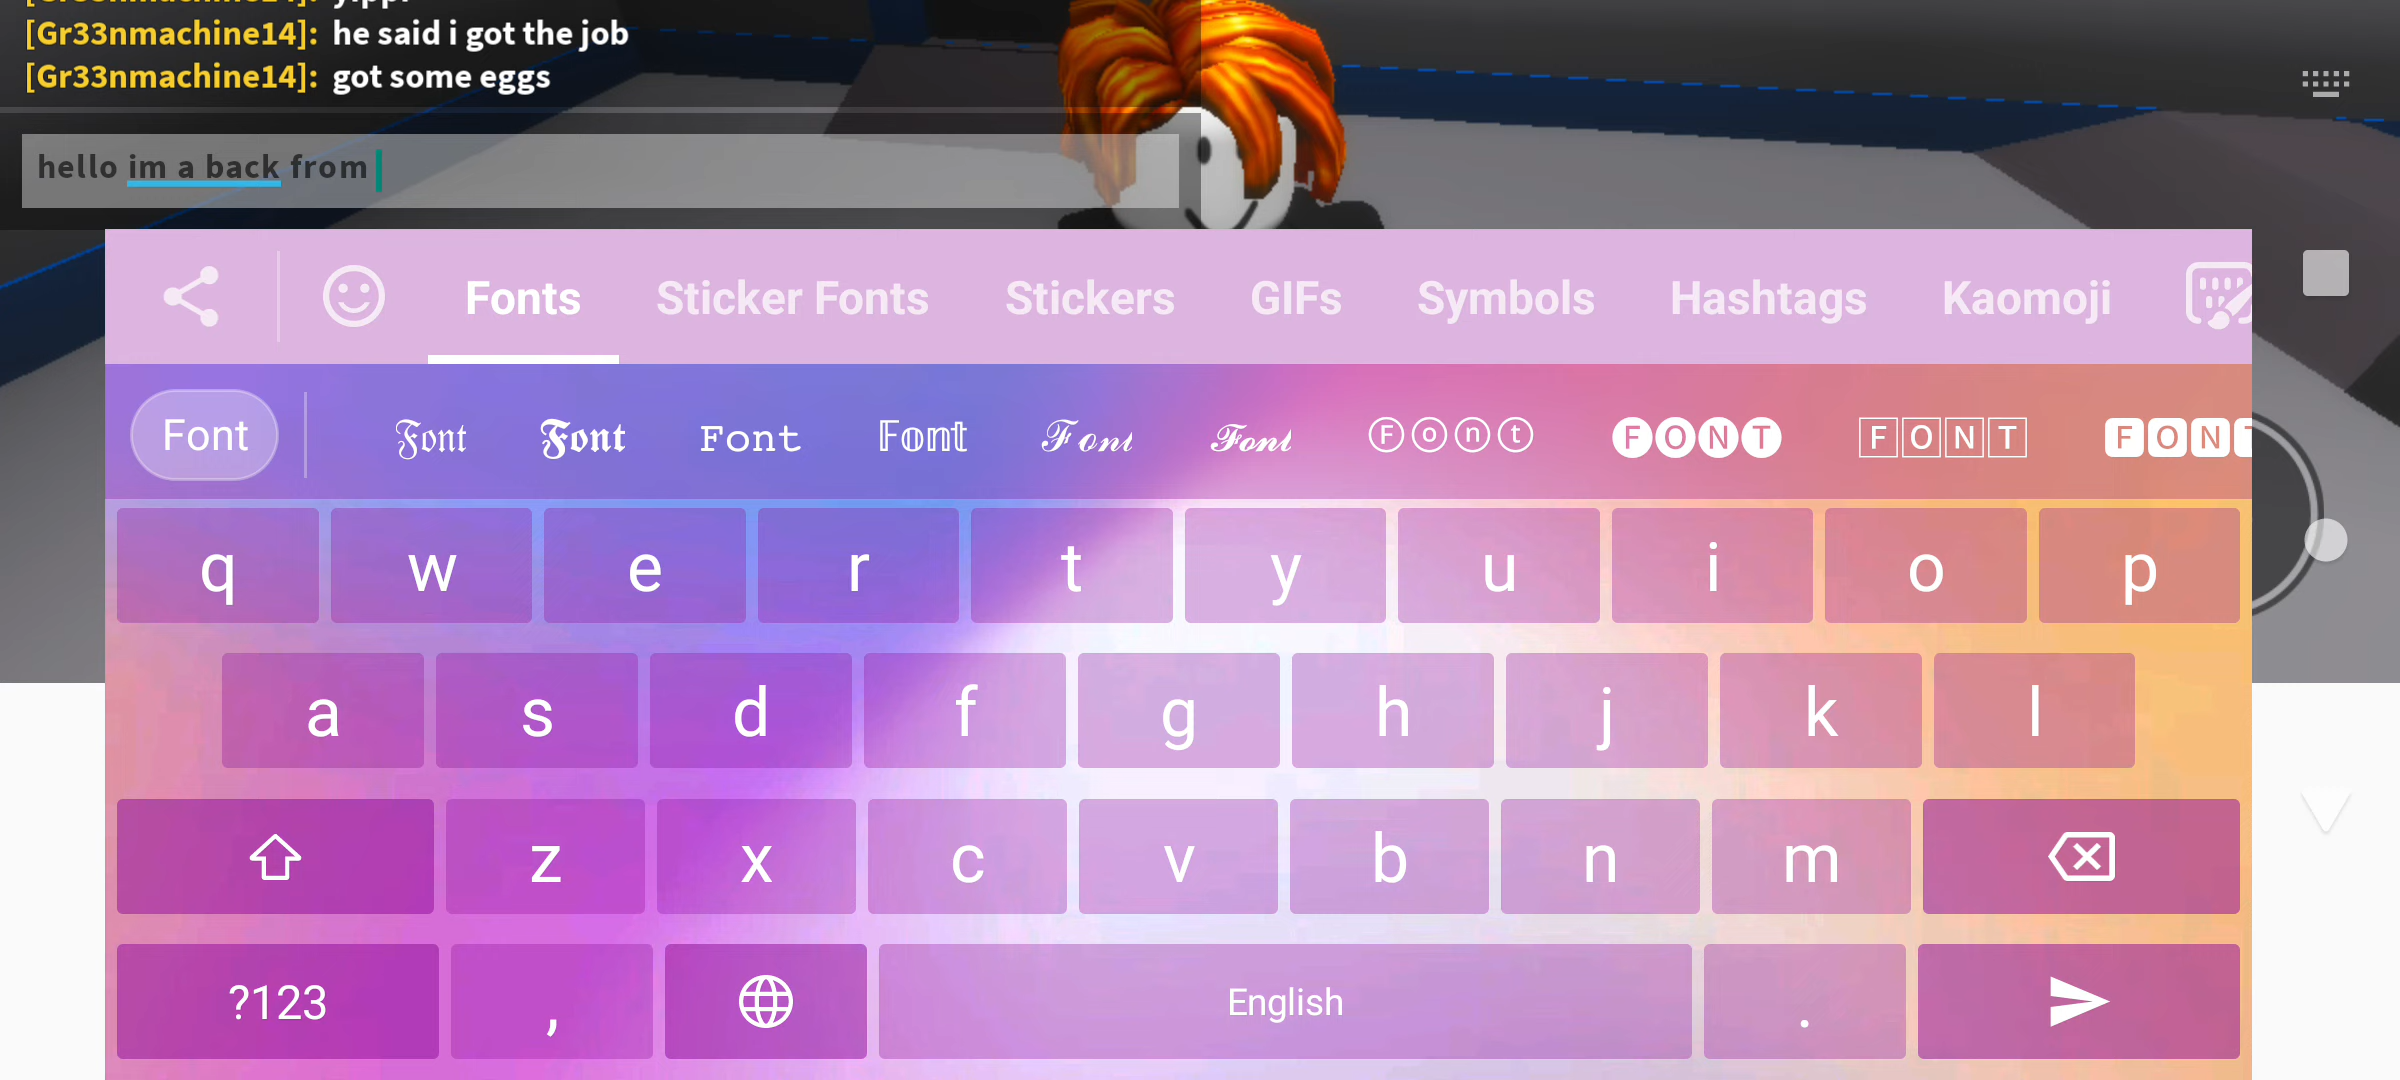 [Gr33nmachine14]: he said i got the job
[Gr33nmachine14]: got some eggs
hello im a back from
Fonts Sticker Fonts Stickers GIFs Symbols Hashtags Kaomoji
Font 𝔉𝔬𝔫𝔱 𝕱𝖔𝖓𝖙 𝙵𝚘𝚗𝚝 𝔽𝕠𝕟𝕥 ℱℴ𝓃𝓉 𝓕𝓸𝓷𝓽 Ⓕⓞⓝⓣ 🅕🅞🅝🅣 🄵🄾🄽🅃 🅵🅾🅽🆃
q w e r t y u i o p
a s d f g h j k l
z x c v b n m
?123 , English .